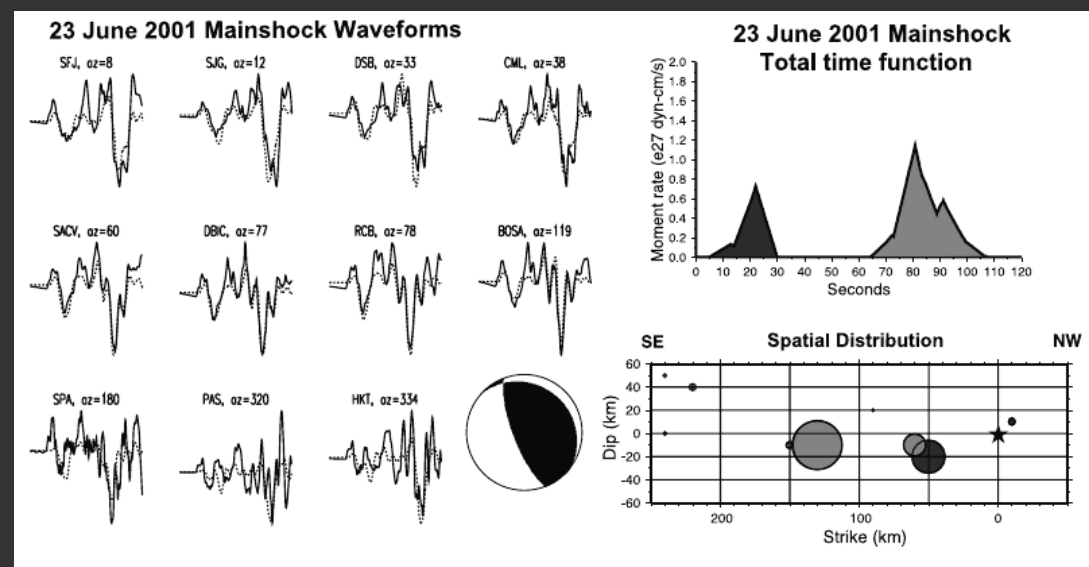 23 June 2001 Mainshock Waveforms
SFJ, az=8
SJG, az=12
DSB, az=33
CML, az=38
SACV, az=60
DBIC, az=77
RCB, az=78
BOSA, az=119
SPA, az=180
PAS, az=320
HKT, az=334
23 June 2001 Mainshock
Total time function
Moment rate (e27 dyn-cm/s)
2.0
1.8
1.6
1.4
1.2
1.0
0.8
0.6
0.4
0.2
0.0
0 10 20 30 40 50 60 70 80 90 100 110 120
Seconds
SE Spatial Distribution NW
Dip (km)
60
40
20
0
-20
-40
-60
200 100 0
Strike (km)